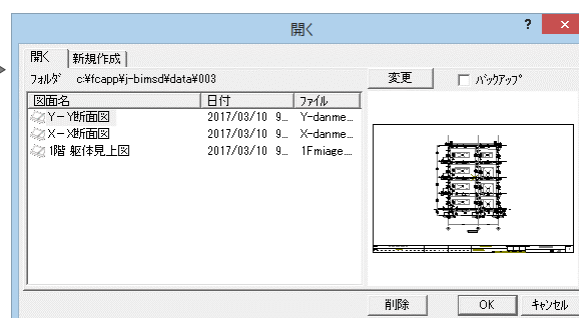 開く
開く 新規作成
フォルダ c:¥fcapp¥j-bimsd¥data¥003 変更 バックアップ
図面名 日付 ファイル
Y－Y断面図 2017/03/10 9... Y-danme...
X－X断面図 2017/03/10 9... X-danme...
1階 躯体見上図 2017/03/10 9... 1Fmiage...
削除 OK キャンセル